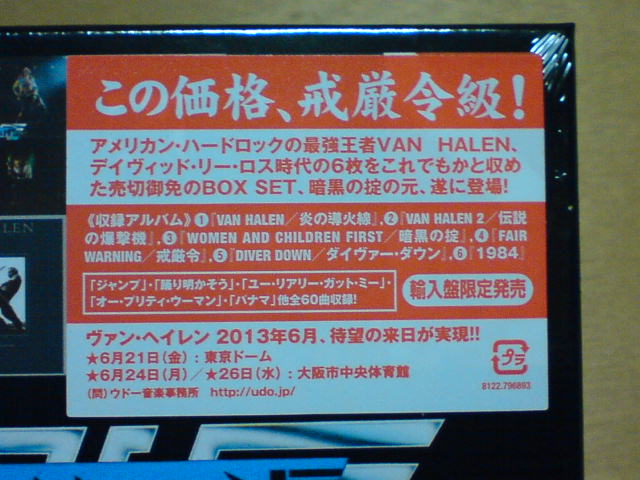 この価格、戒厳令級!
アメリカン・ハードロックの最強王者VAN HALEN、
デイヴィッド・リー・ロス時代の6枚をこれでもかと収め
た売切御免のBOX SET、暗黒の掟の元、遂に登場!
《収録アルバム》①『VAN HALEN/炎の導火線』,②『VAN HALEN 2/伝説
の爆撃機』,③『WOMEN AND CHILDREN FIRST/暗黒の掟』,④『FAIR
WARNING/戒厳令』,⑤『DIVER DOWN/ダイヴァー・ダウン』,⑥『1984』
「ジャンプ」・「踊り明かそう」・「ユー・リアリー・ガット・ミー」・
「オー・プリティ・ウーマン」・「パナマ」他全60曲収録!
輸入盤限定発売
ヴァン・ヘイレン 2013年6月、待望の来日が実現!!
★6月21日(金):東京ドーム
★6月24日(月)/★26日(水):大阪市中央体育館
(問)ウドー音楽事務所 http://udo.jp/
プラ
8122.796893
LEN